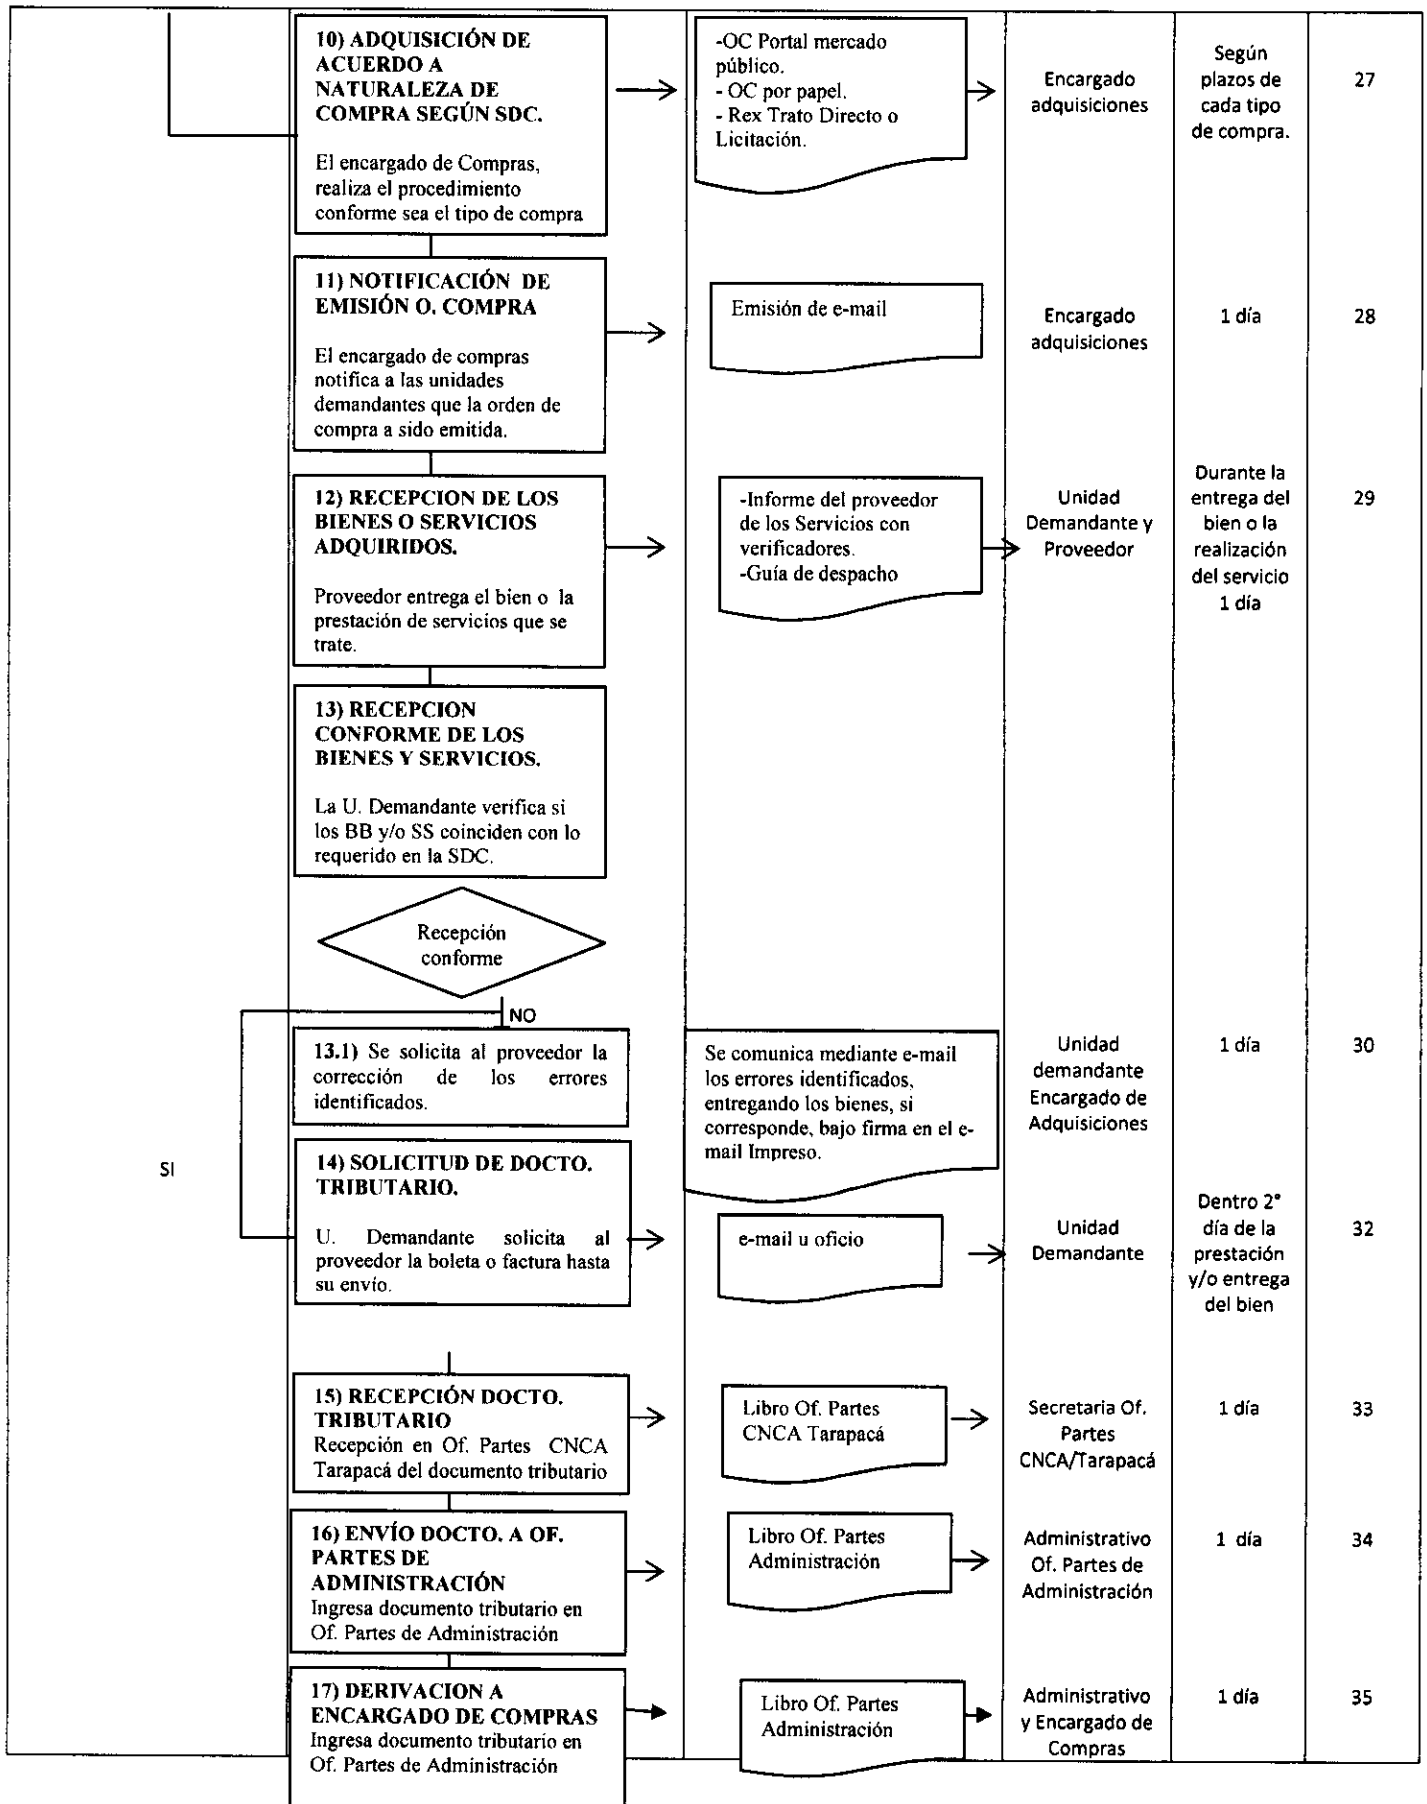 10) ADQUISICIÓN DE
ACUERDO A
NATURALEZA DE
COMPRA SEGÚN SDC.
El encargado de Compras,
realiza el procedimiento
conforme sea el tipo de compra
-OC Portal mercado
público.
- OC por papel.
- Rex Trato Directo o
Licitación.
Encargado
adquisiciones
Según
plazos de
cada tipo
de compra.
27
11) NOTIFICACIÓN DE
EMISIÓN O. COMPRA
El encargado de compras
notifica a las unidades
demandantes que la orden de
compra a sido emitida.
Emisión de e-mail
Encargado
adquisiciones
1 día
28
12) RECEPCION DE LOS
BIENES O SERVICIOS
ADQUIRIDOS.
Proveedor entrega el bien o la
prestación de servicios que se
trate.
-Informe del proveedor
de los Servicios con
verificadores.
-Guía de despacho
Unidad
Demandante y
Proveedor
Durante la
entrega del
bien o la
realización
del servicio
1 día
29
13) RECEPCION
CONFORME DE LOS
BIENES Y SERVICIOS.
La U. Demandante verifica si
los BB y/o SS coinciden con lo
requerido en la SDC.
Recepción
conforme
NO
13.1) Se solicita al proveedor la
corrección de los errores
identificados.
Se comunica mediante e-mail
los errores identificados,
entregando los bienes, si
corresponde, bajo firma en el e-
mail Impreso.
Unidad
demandante
Encargado de
Adquisiciones
1 día
30
SI
14) SOLICITUD DE DOCTO.
TRIBUTARIO.
U. Demandante solicita al
proveedor la boleta o factura hasta
su envío.
e-mail u oficio
Unidad
Demandante
Dentro 2°
día de la
prestación
y/o entrega
del bien
32
15) RECEPCIÓN DOCTO.
TRIBUTARIO
Recepción en Of. Partes CNCA
Tarapacá del documento tributario
Libro Of. Partes
CNCA Tarapacá
Secretaria Of.
Partes
CNCA/Tarapacá
1 día
33
16) ENVÍO DOCTO. A OF.
PARTES DE
ADMINISTRACIÓN
Ingresa documento tributario en
Of. Partes de Administración
Libro Of. Partes
Administración
Administrativo
Of. Partes de
Administración
1 día
34
17) DERIVACION A
ENCARGADO DE COMPRAS
Ingresa documento tributario en
Of. Partes de Administración
Libro Of. Partes
Administración
Administrativo
y Encargado de
Compras
1 día
35